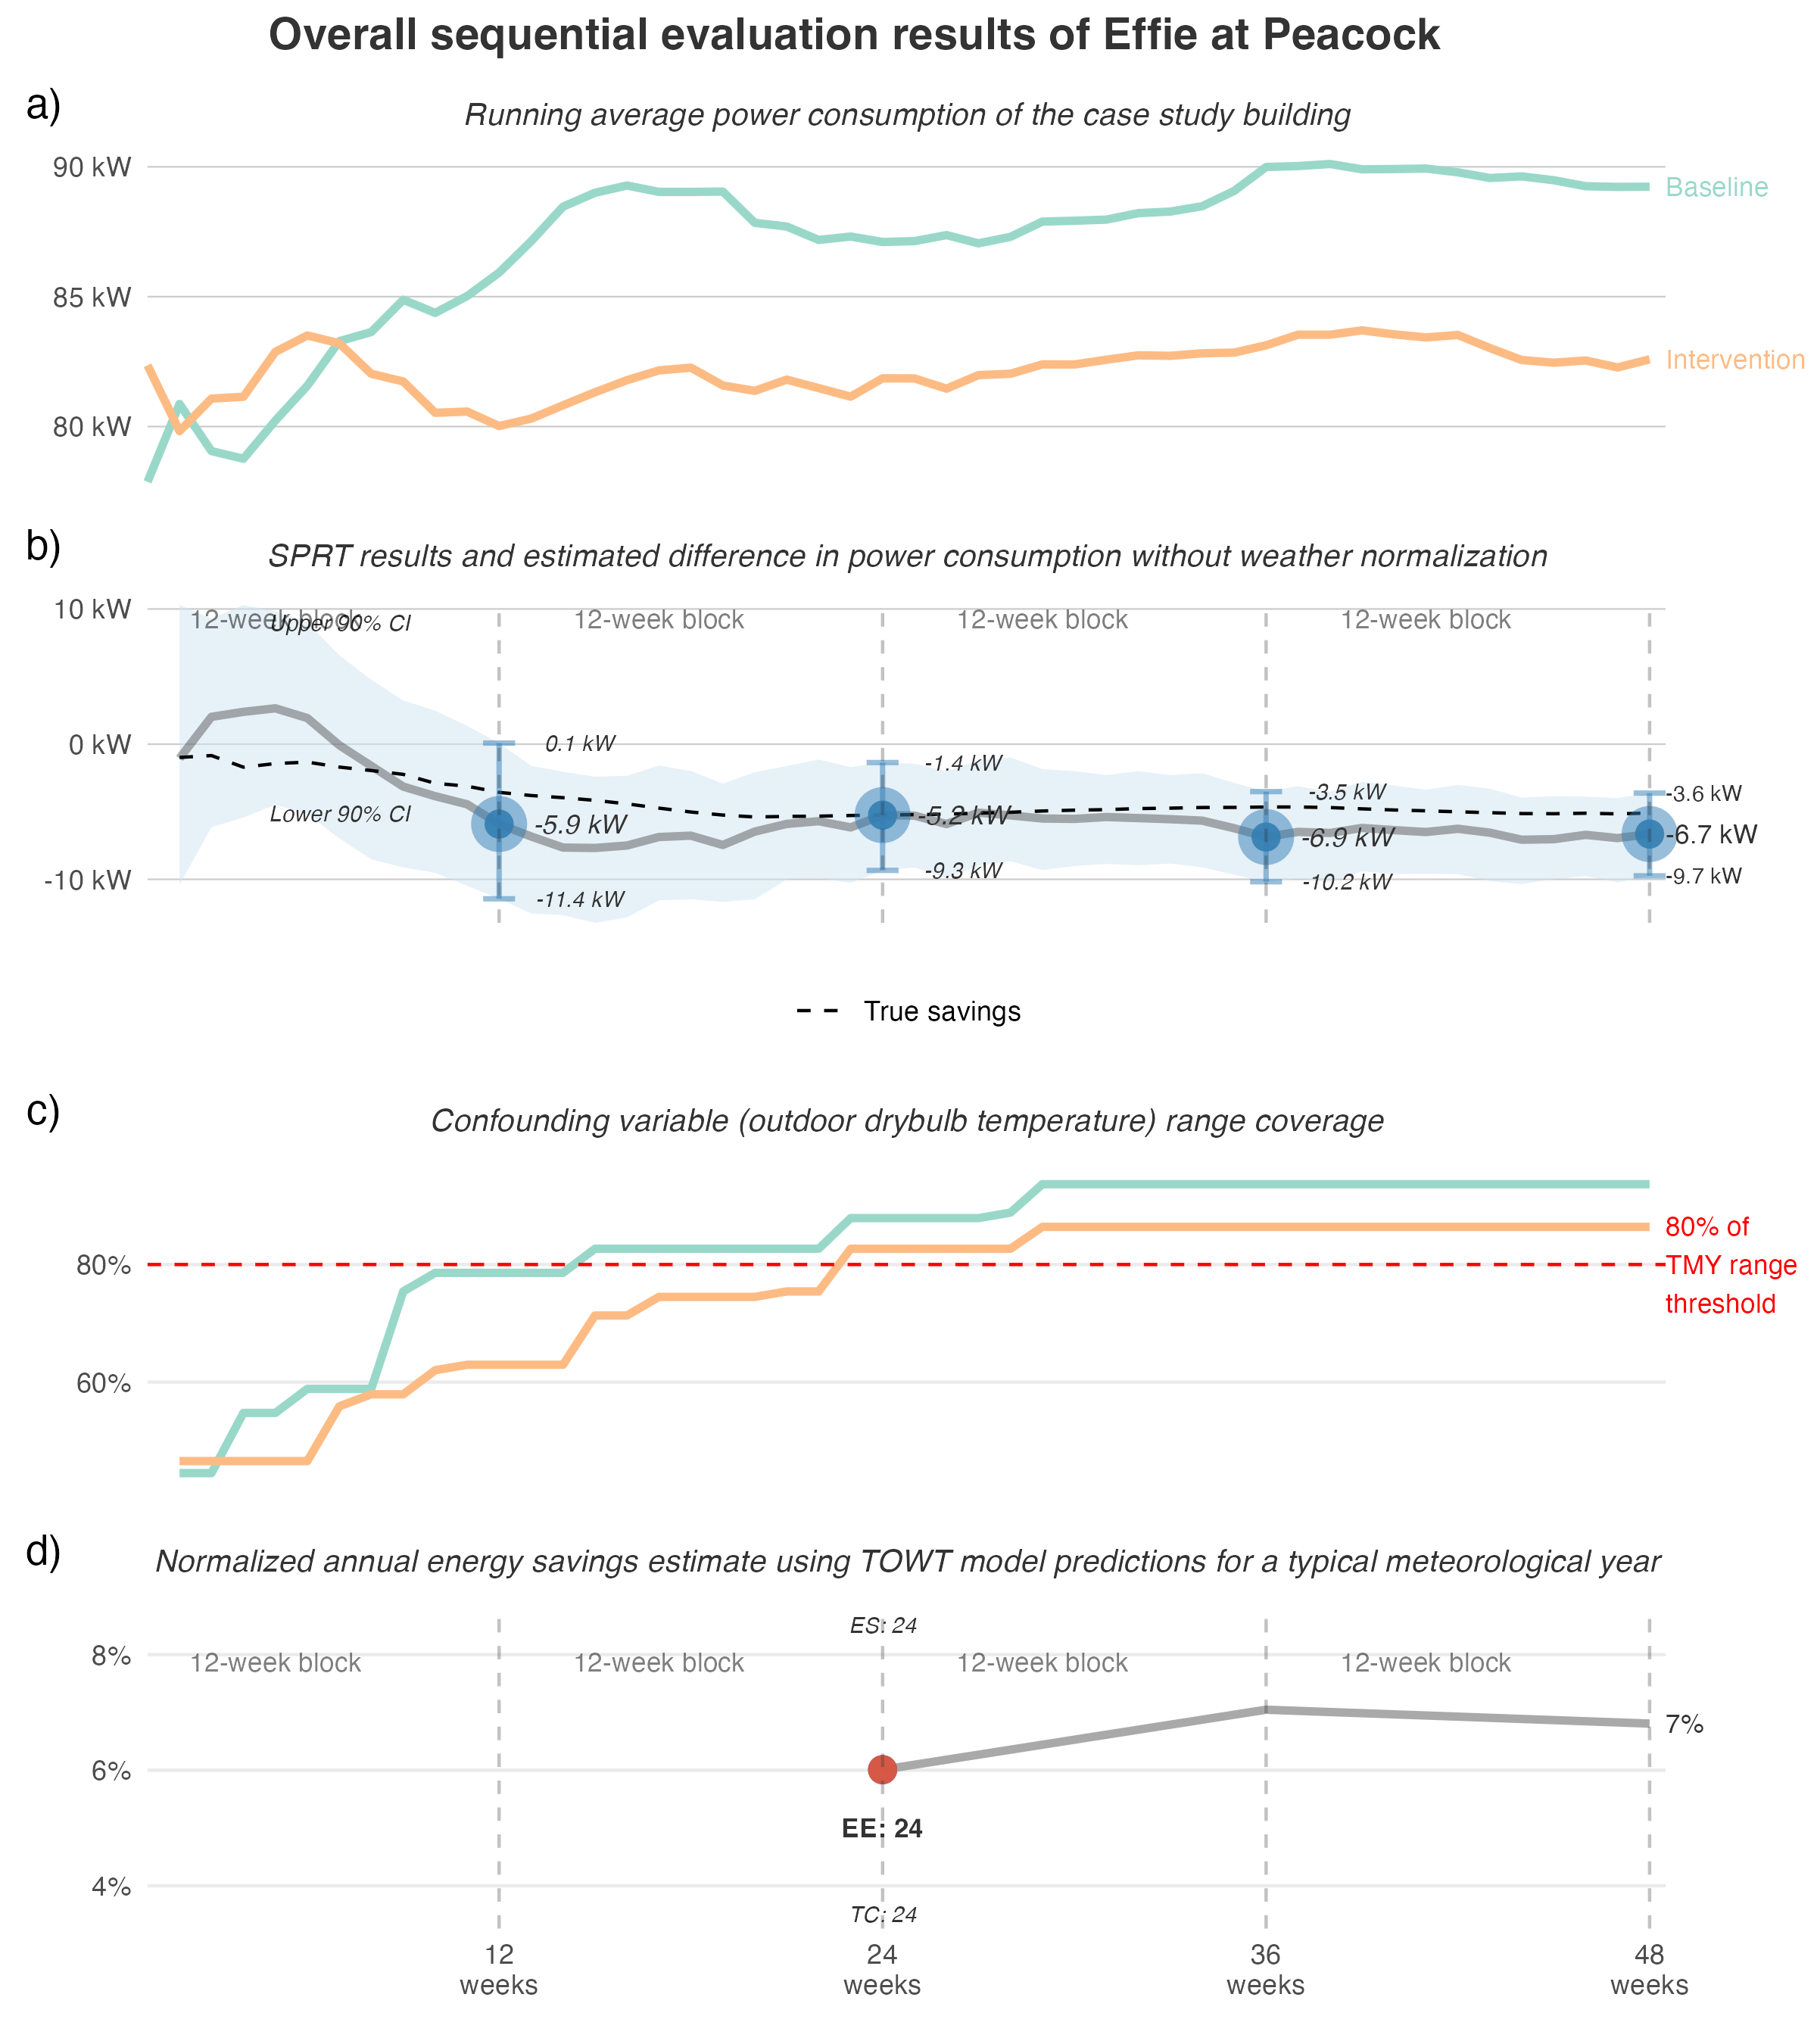 Overall sequential evaluation results of Effie at Peacock
a)
Running average power consumption of the case study building
90 kW
85 kW
80 kW
Baseline
Intervention
b)
SPRT results and estimated difference in power consumption without weather normalization
10 kW
0 kW
-10 kW
12-week block
12-week block
12-week block
12-week block
Upper 90% CI
Lower 90% CI
0.1 kW
-5.9 kW
-11.4 kW
-1.4 kW
-5.2 kW
-9.3 kW
-3.5 kW
-6.9 kW
-10.2 kW
-3.6 kW
-6.7 kW
-9.7 kW
True savings
c)
Confounding variable (outdoor drybulb temperature) range coverage
80%
60%
80% of
TMY range
threshold
d)
Normalized annual energy savings estimate using TOWT model predictions for a typical meteorological year
ES: 24
8%
6%
4%
12-week block
12-week block
12-week block
12-week block
7%
EE: 24
TC: 24
12
weeks
24
weeks
36
weeks
48
weeks